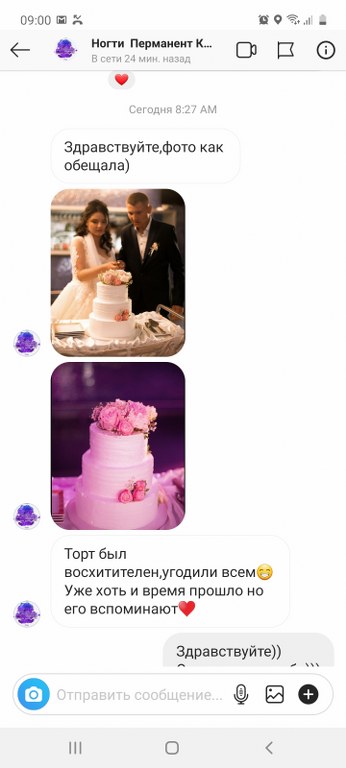 09:00
Ногти Перманент К...
В сети 24 мин. назад
Сегодня 8:27 AM
Здравствуйте,фото как
обещала)
Торт был
восхитителен,угодили всем😁
Уже хоть и время прошло но
его вспоминают❤️
Здравствуйте))
Отправить сообщение...